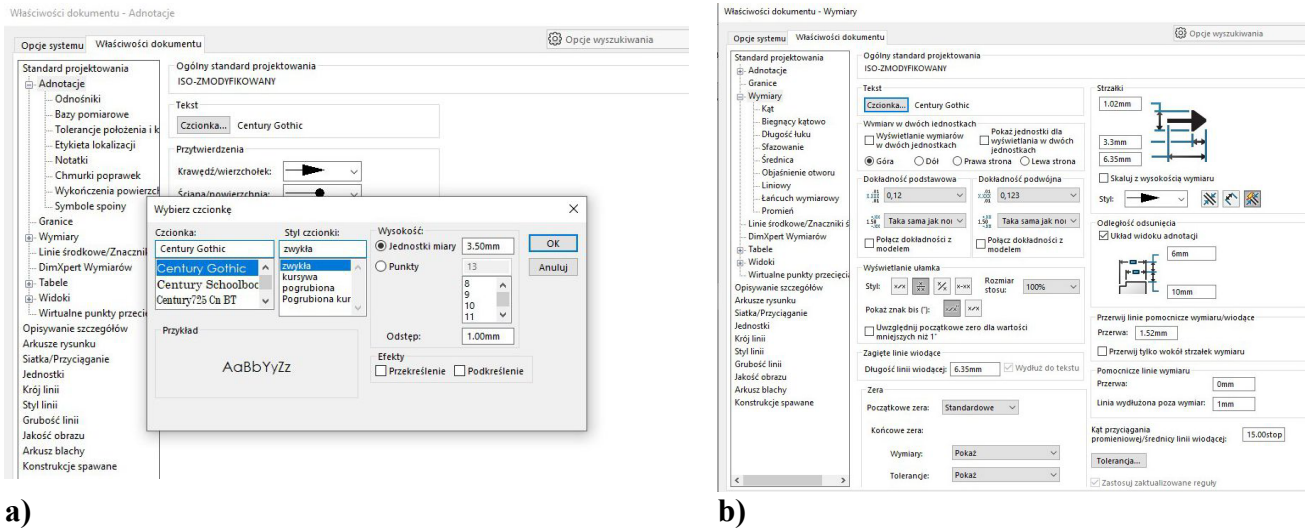 Właściwości dokumentu - Adnotacje
Opcje systemu Właściwości dokumentu
Opcje wyszukiwania
Standard projektowania
Adnotacje
Odnośniki
Bazy pomiarowe
Tolerancje położenia i k
Etykieta lokalizacji
Notatki
Chmurki poprawek
Wykończenia powierzch
Symbole spoiny
Granice
Wymiary
Linie środkowe/Znaczniki
DimXpert Wymiarów
Tabele
Widoki
Wirtualne punkty przecię
Opisywanie szczegółów
Arkusze rysunku
Siatka/Przyciąganie
Jednostki
Krój linii
Styl linii
Grubość linii
Jakość obrazu
Arkusz blachy
Konstrukcje spawane
Ogólny standard projektowania
ISO-ZMODYFIKOWANY
Tekst
Czcionka... Century Gothic
Przytwierdzenia
Krawędź/wierzchołek:
Ściana/powierzchnia:
Wybierz czcionkę
Czcionka:
Century Gothic
Century Gothic
Century Schoolboc
Century725 Cn BT
Styl czcionki:
zwykła
zwykła
kursywa
pogrubiona
Pogrubiona kur
Wysokość:
Jednostki miary 3.50mm
Punkty 13
8
9
10
11
Odstęp: 1.00mm
OK
Anuluj
Przykład
AaBbYyZz
Efekty
Przekreślenie Podkreślenie
a)
Właściwości dokumentu - Wymiary
Opcje systemu Właściwości dokumentu
Opcje wyszukiwania
Standard projektowania
Adnotacje
Granice
Wymiary
Kąt
Biegnący kątowo
Długość łuku
Sfazowanie
Średnica
Objaśnienie otworu
Liniowy
Łańcuch wymiarowy
Promień
Linie środkowe/Znaczniki ś
DimXpert Wymiarów
Tabele
Widoki
Wirtualne punkty przecięci
Opisywanie szczegółów
Arkusze rysunku
Siatka/Przyciąganie
Jednostki
Krój linii
Styl linii
Grubość linii
Jakość obrazu
Arkusz blachy
Konstrukcje spawane
Ogólny standard projektowania
ISO-ZMODYFIKOWANY
Tekst
Czcionka... Century Gothic
Wymiar w dwóch jednostkach
Wyświetlanie wymiarów
w dwóch jednostkach
Pokaż jednostki dla
wyświetlania w dwóch
jednostkach
Góra Dół Prawa strona Lewa strona
Dokładność podstawowa
0,12
Taka sama jak nor
Połącz dokładności z
modelem
Dokładność podwójna
0,123
Taka sama jak noı
Połącz dokładności z
modelem
Wyświetlanie ułamka
Styl:
Rozmiar
stosu: 100%
Pokaż znak bis ("):
Uwzględnij początkowe zero dla wartości
mniejszych niż 1"
Zagięte linie wiodące
Długość linii wiodącej: 6.35mm Wydłuż do tekstu
Zera
Początkowe zera: Standardowe
Końcowe zera:
Wymiary: Pokaż
Tolerancje: Pokaż
Strzałki
1.02mm
3.3mm
6.35mm
Skaluj z wysokością wymiaru
Styl:
Odległość odsunięcia
Układ widoku adnotacji
6mm
10mm
Przerwij linie pomocnicze wymiaru/wiodące
Przerwa: 1.52mm
Przerwij tylko wokół strzałek wymiaru
Pomocnicze linie wymiaru
Przerwa: 0mm
Linia wydłużona poza wymiar: 1mm
Kąt przyciągania
promieniowej/średnicy linii wiodącej: 15.00stop
Tolerancja...
Zastosuj zaktualizowane reguły
b)